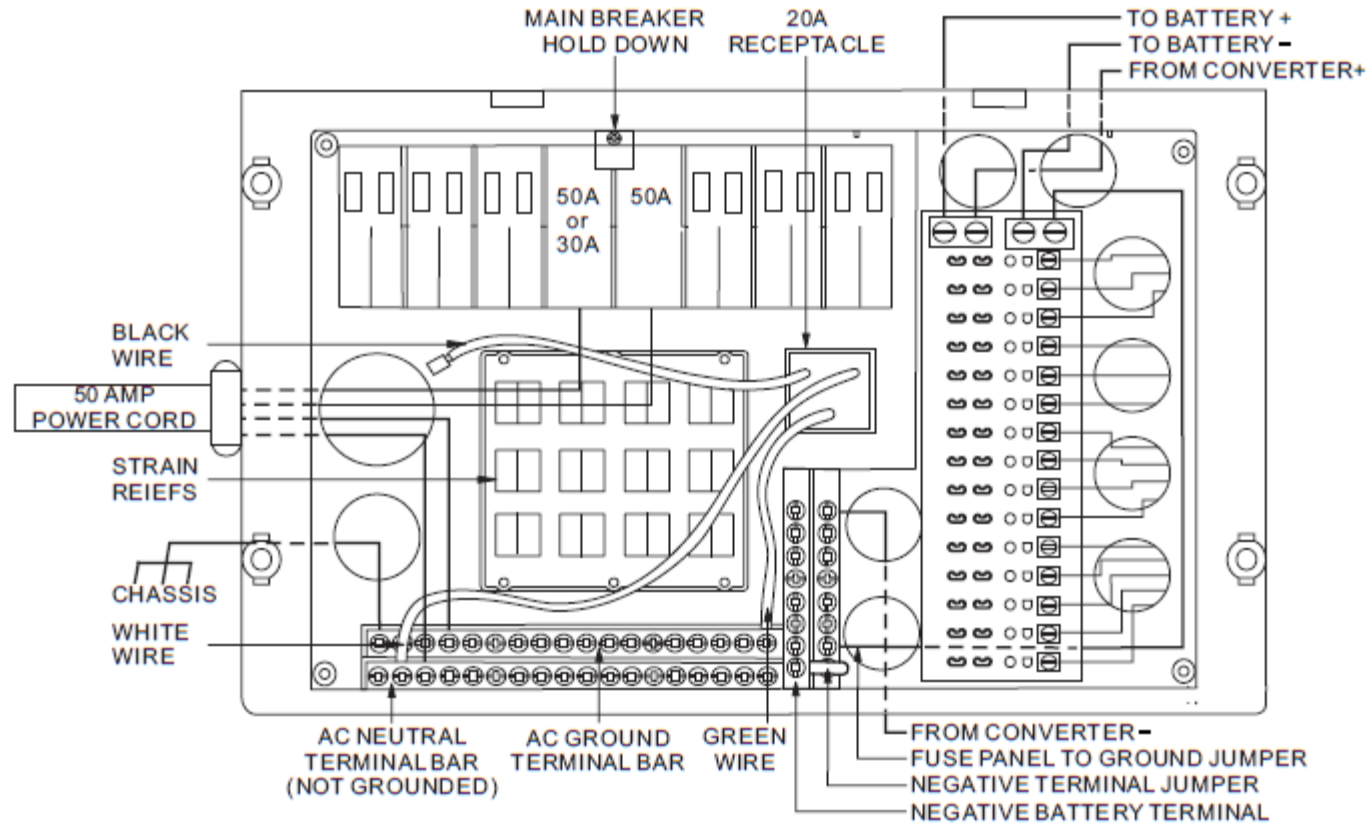 MAIN BREAKER
HOLD DOWN
20A
RECEPTACLE
TO BATTERY +
TO BATTERY -
FROM CONVERTER+
50A
or
30A
50A
BLACK
WIRE
50 AMP
POWER CORD
STRAIN
REIEFS
CHASSIS
WHITE
WIRE
AC NEUTRAL
TERMINAL BAR
(NOT GROUNDED)
AC GROUND
TERMINAL BAR
GREEN
WIRE
FROM CONVERTER -
FUSE PANEL TO GROUND JUMPER
NEGATIVE TERMINAL JUMPER
NEGATIVE BATTERY TERMINAL